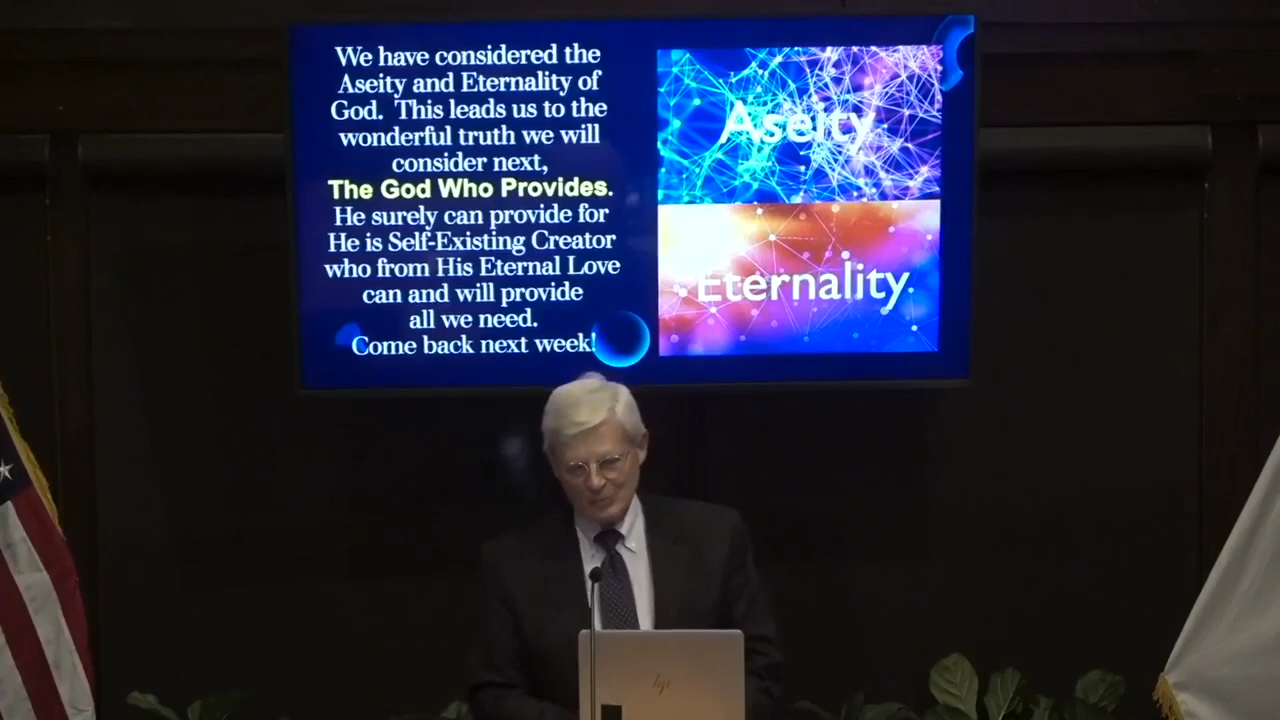 We have considered the
Aseity and Eternality of
God. This leads us to the
wonderful truth we will
consider next,
The God Who Provides.
He surely can provide for
He is Self-Existing Creator
who from His Eternal Love
can and will provide
all we need.
Come back next week!
Aseity
Eternality
hp